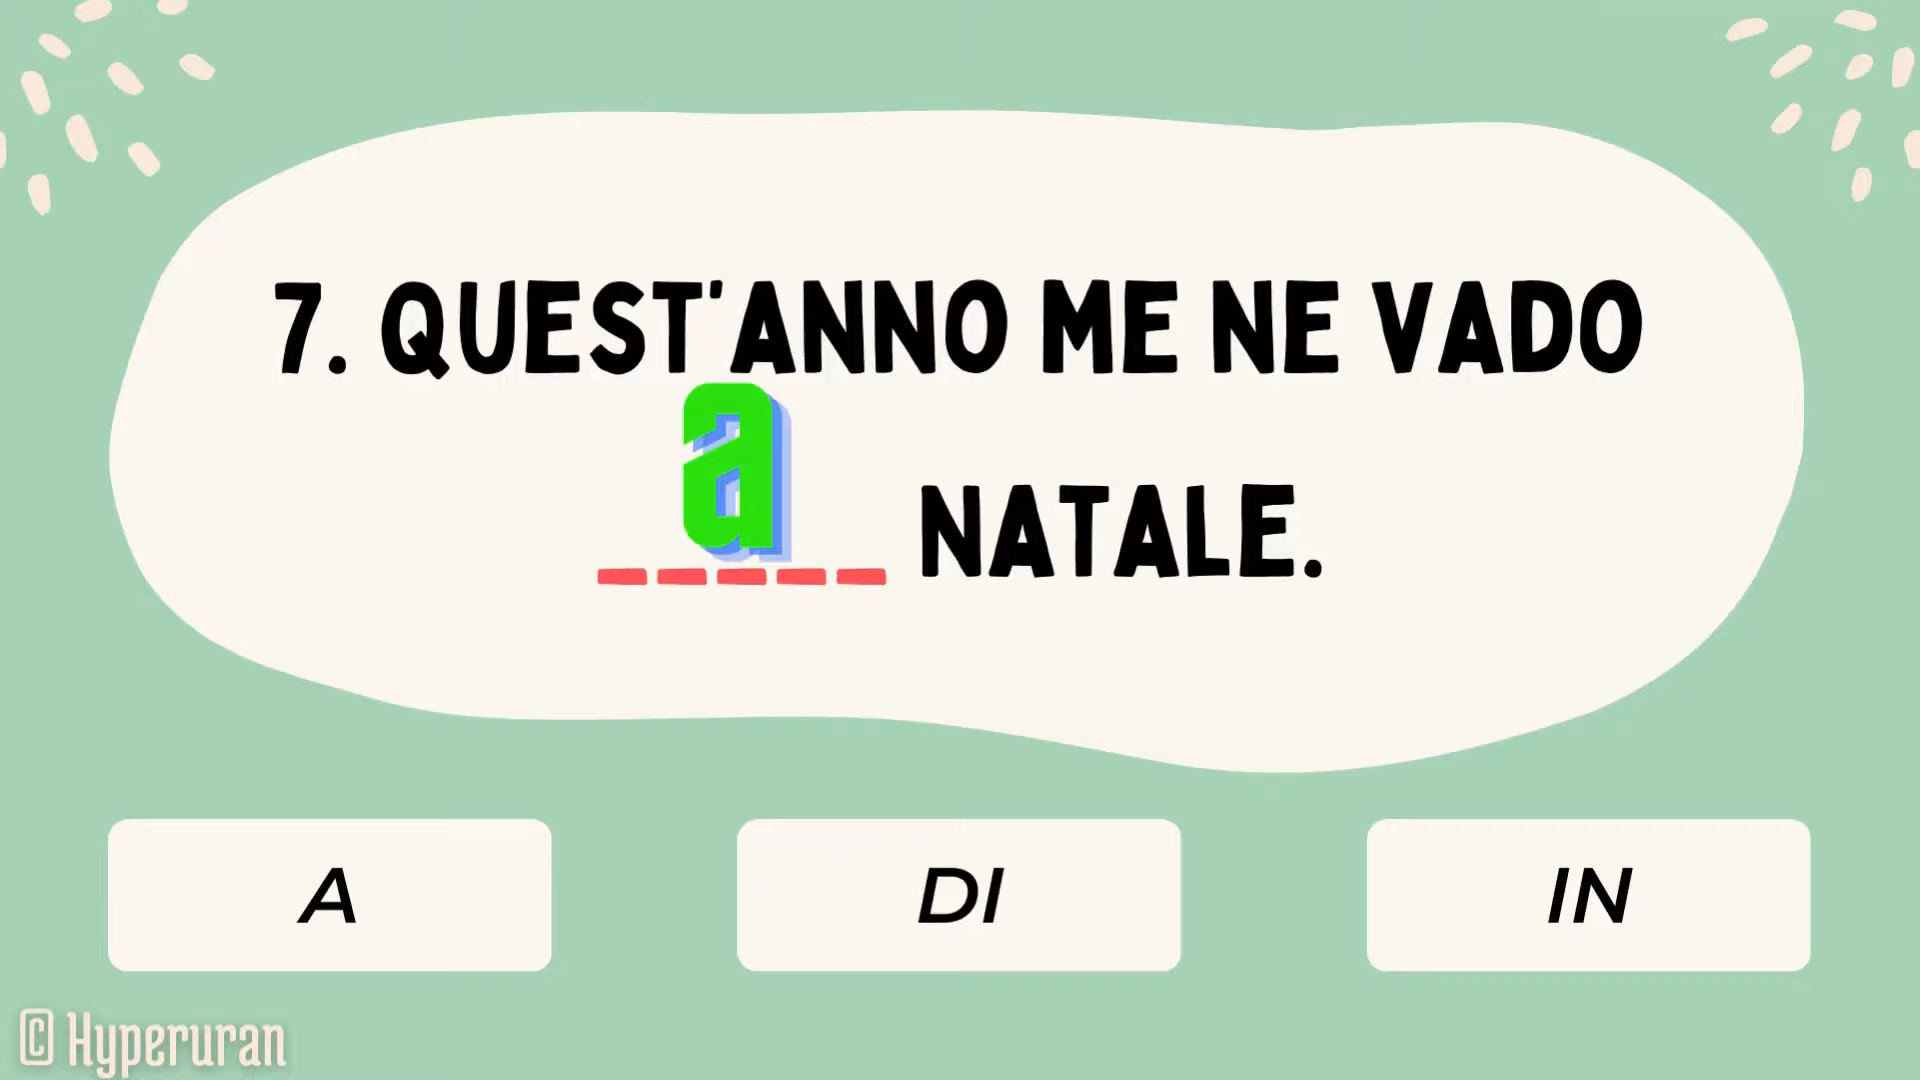 7. QUEST'ANNO ME NE VADO
a NATALE.
A
DI
IN
© Hyperuran